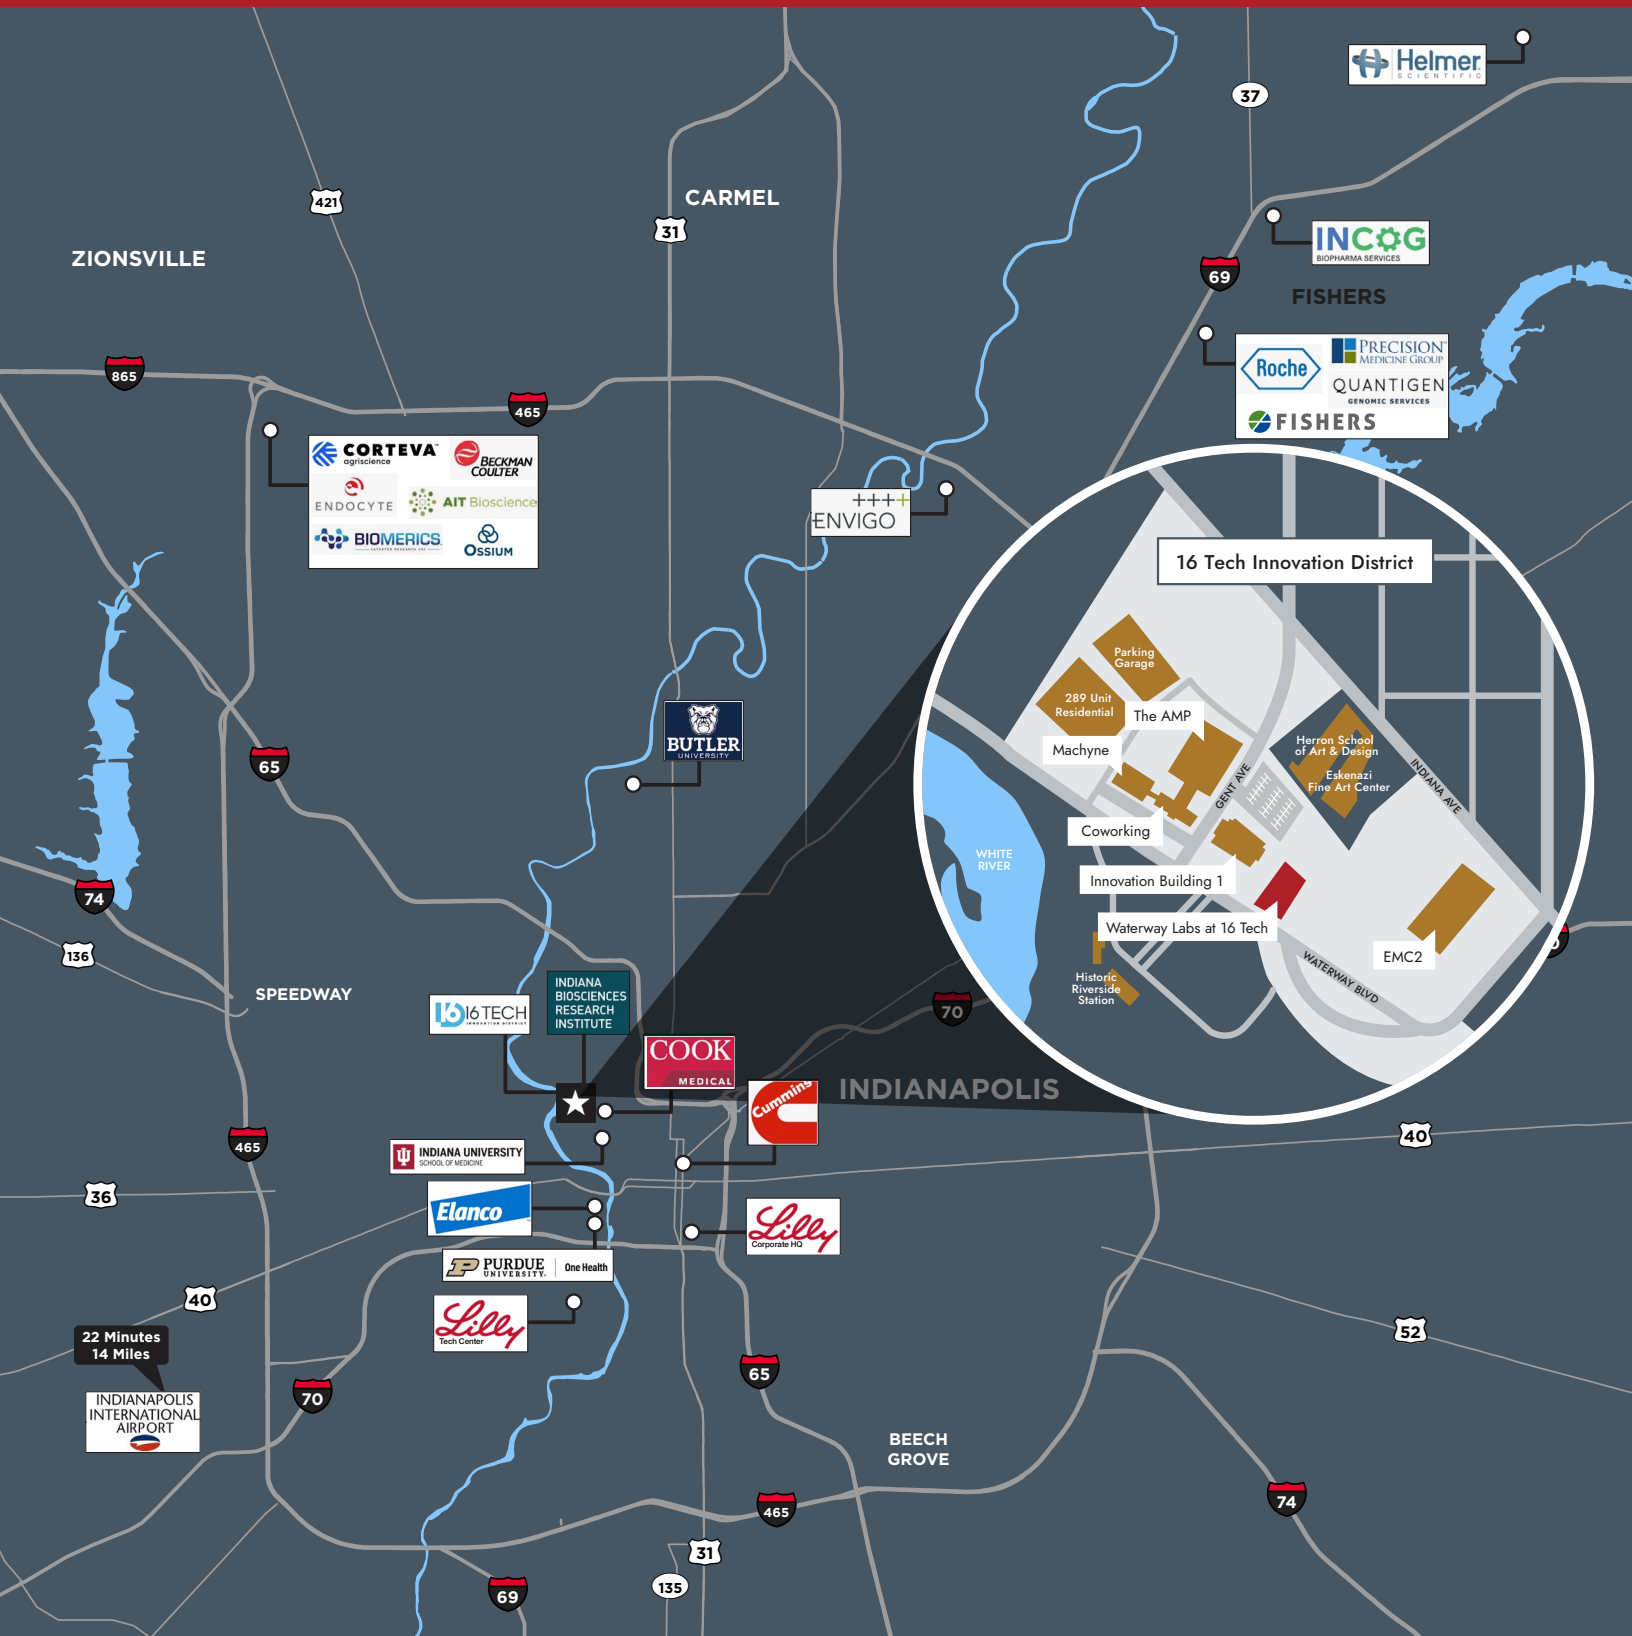 Helmer
SCIENTIFIC
37
421
CARMEL
31
ZIONSVILLE
INCOG
BIOPHARMA SERVICES
69
FISHERS
Roche
PRECISION
MEDICINE GROUP
QUANTIGEN
GENOMIC SERVICES
FISHERS
865
465
CORTEVA™
agriscience
BECKMAN
COULTER
ENDOCYTE
AIT Bioscience
BIOMERICS
OSSIUM
++++
ENVIGO
16 Tech Innovation District
Parking
Garage
289 Unit
Residential
The AMP
Machyne
Herron School
of Art & Design
Eskenazi
Fine Art Center
GENT AVE
INDIANA AVE
Coworking
WHITE
RIVER
Innovation Building 1
Waterway Labs at 16 Tech
EMC2
WATERWAY BLVD
Historic
Riverside
Station
BUTLER
UNIVERSITY
65
74
136
SPEEDWAY
16 16 TECH
INNOVATION DISTRICT
INDIANA
BIOSCIENCES
RESEARCH
INSTITUTE
70
COOK
MEDICAL
Cummins
INDIANAPOLIS
40
465
INDIANA UNIVERSITY
SCHOOL OF MEDICINE
36
Elanco
Lilly
Corporate HQ
PURDUE
UNIVERSITY
One Health
40
Lilly
Tech Center
52
22 Minutes
14 Miles
INDIANAPOLIS
INTERNATIONAL
AIRPORT
70
65
BEECH
GROVE
465
74
31
135
69